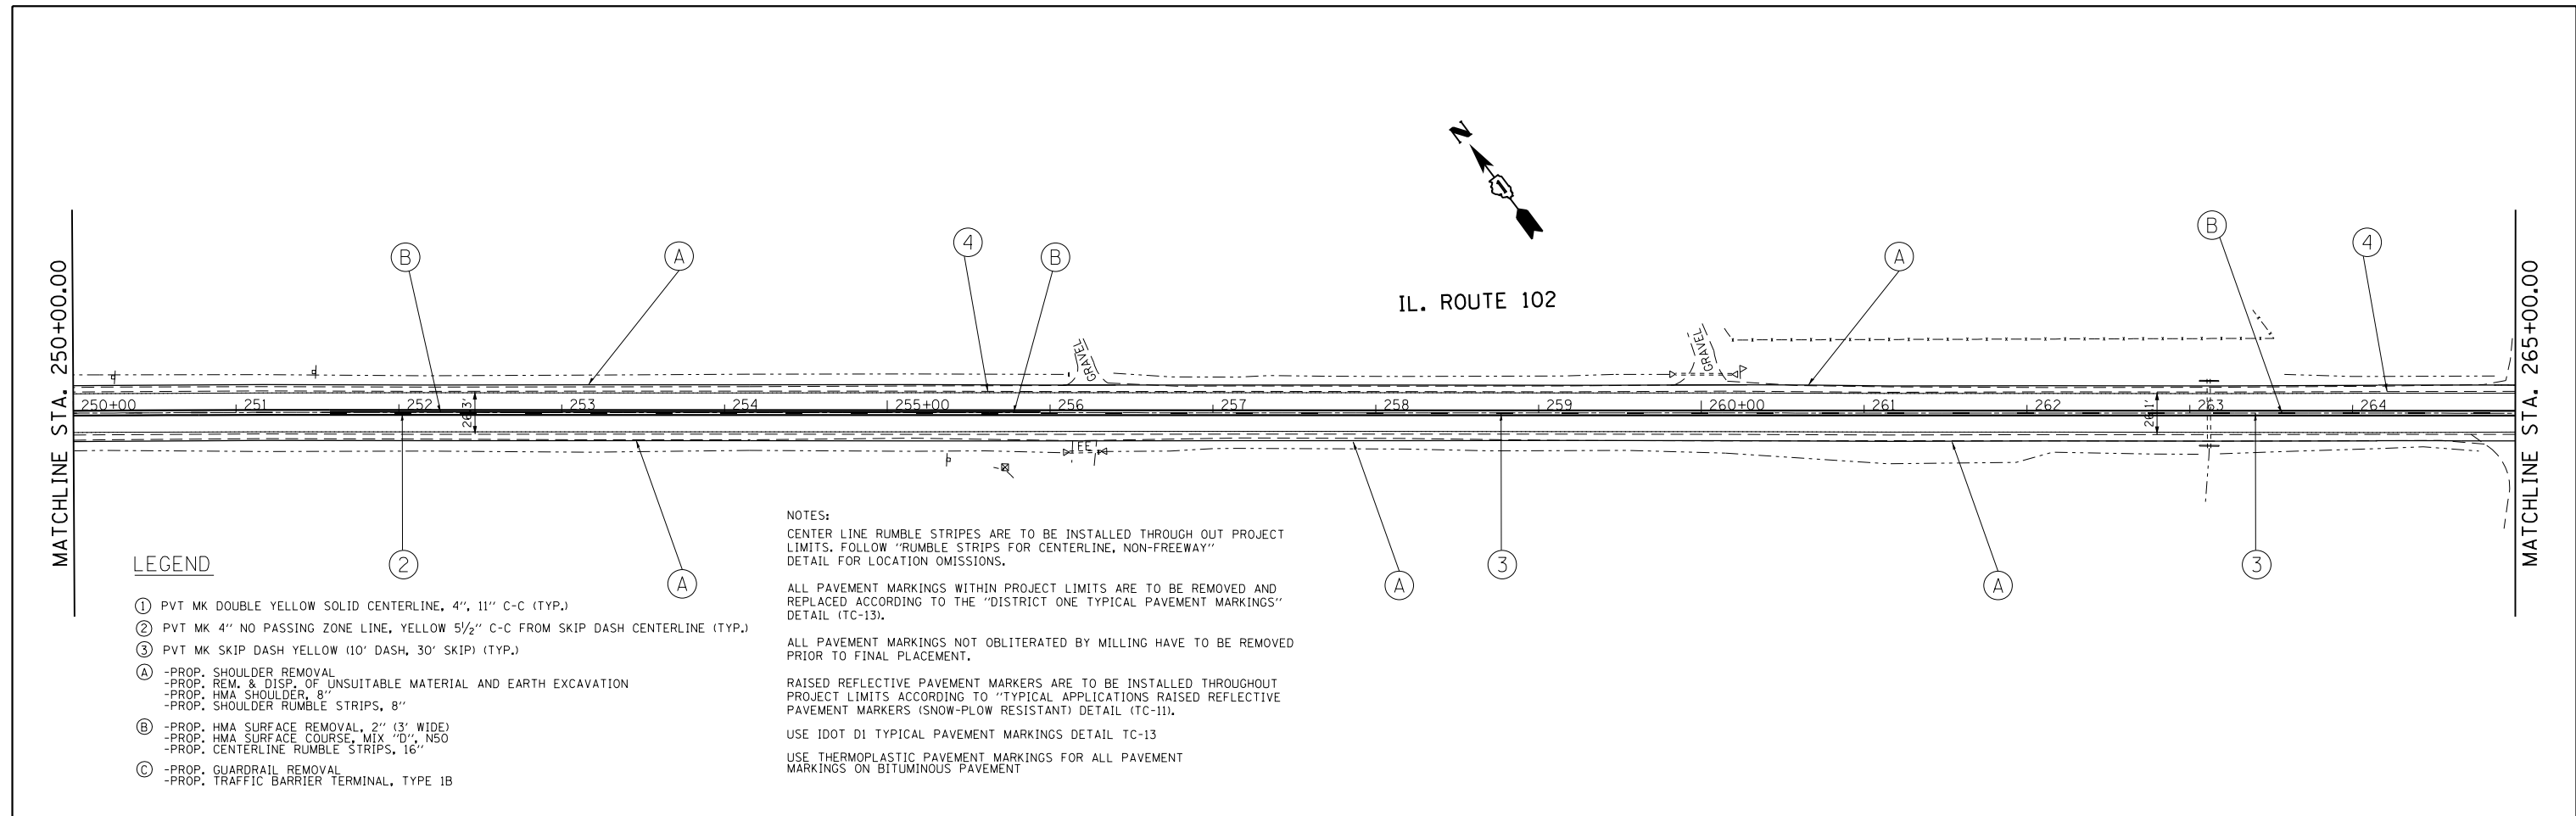 N
1
B
A
4
B
A
B
4
IL. ROUTE 102
MATCHLINE STA. 250+00.00
MATCHLINE STA. 265+00.00
GRAVEL
GRAVEL
250+00 251 252 253 254 255+00 256 257 258 259 260+00 261 262 263 264
EE
2
A
A
3
A
3
LEGEND
1 PVT MK DOUBLE YELLOW SOLID CENTERLINE, 4", 11" C-C (TYP.)
2 PVT MK 4" NO PASSING ZONE LINE, YELLOW 5 1/2" C-C FROM SKIP DASH CENTERLINE (TYP.)
3 PVT MK SKIP DASH YELLOW (10' DASH, 30' SKIP) (TYP.)
A -PROP. SHOULDER REMOVAL
-PROP. REM. & DISP. OF UNSUITABLE MATERIAL AND EARTH EXCAVATION
-PROP. HMA SHOULDER, 8"
-PROP. SHOULDER RUMBLE STRIPS, 8"
B -PROP. HMA SURFACE REMOVAL, 2" (3' WIDE)
-PROP. HMA SURFACE COURSE, MIX "D", N50
-PROP. CENTERLINE RUMBLE STRIPS, 16"
C -PROP. GUARDRAIL REMOVAL
-PROP. TRAFFIC BARRIER TERMINAL, TYPE 1B
NOTES:
CENTER LINE RUMBLE STRIPES ARE TO BE INSTALLED THROUGH OUT PROJECT
LIMITS. FOLLOW "RUMBLE STRIPS FOR CENTERLINE, NON-FREEWAY"
DETAIL FOR LOCATION OMISSIONS.
ALL PAVEMENT MARKINGS WITHIN PROJECT LIMITS ARE TO BE REMOVED AND
REPLACED ACCORDING TO THE "DISTRICT ONE TYPICAL PAVEMENT MARKINGS"
DETAIL (TC-13).
ALL PAVEMENT MARKINGS NOT OBLITERATED BY MILLING HAVE TO BE REMOVED
PRIOR TO FINAL PLACEMENT.
RAISED REFLECTIVE PAVEMENT MARKERS ARE TO BE INSTALLED THROUGHOUT
PROJECT LIMITS ACCORDING TO "TYPICAL APPLICATIONS RAISED REFLECTIVE
PAVEMENT MARKERS (SNOW-PLOW RESISTANT) DETAIL (TC-11).
USE IDOT D1 TYPICAL PAVEMENT MARKINGS DETAIL TC-13
USE THERMOPLASTIC PAVEMENT MARKINGS FOR ALL PAVEMENT
MARKINGS ON BITUMINOUS PAVEMENT